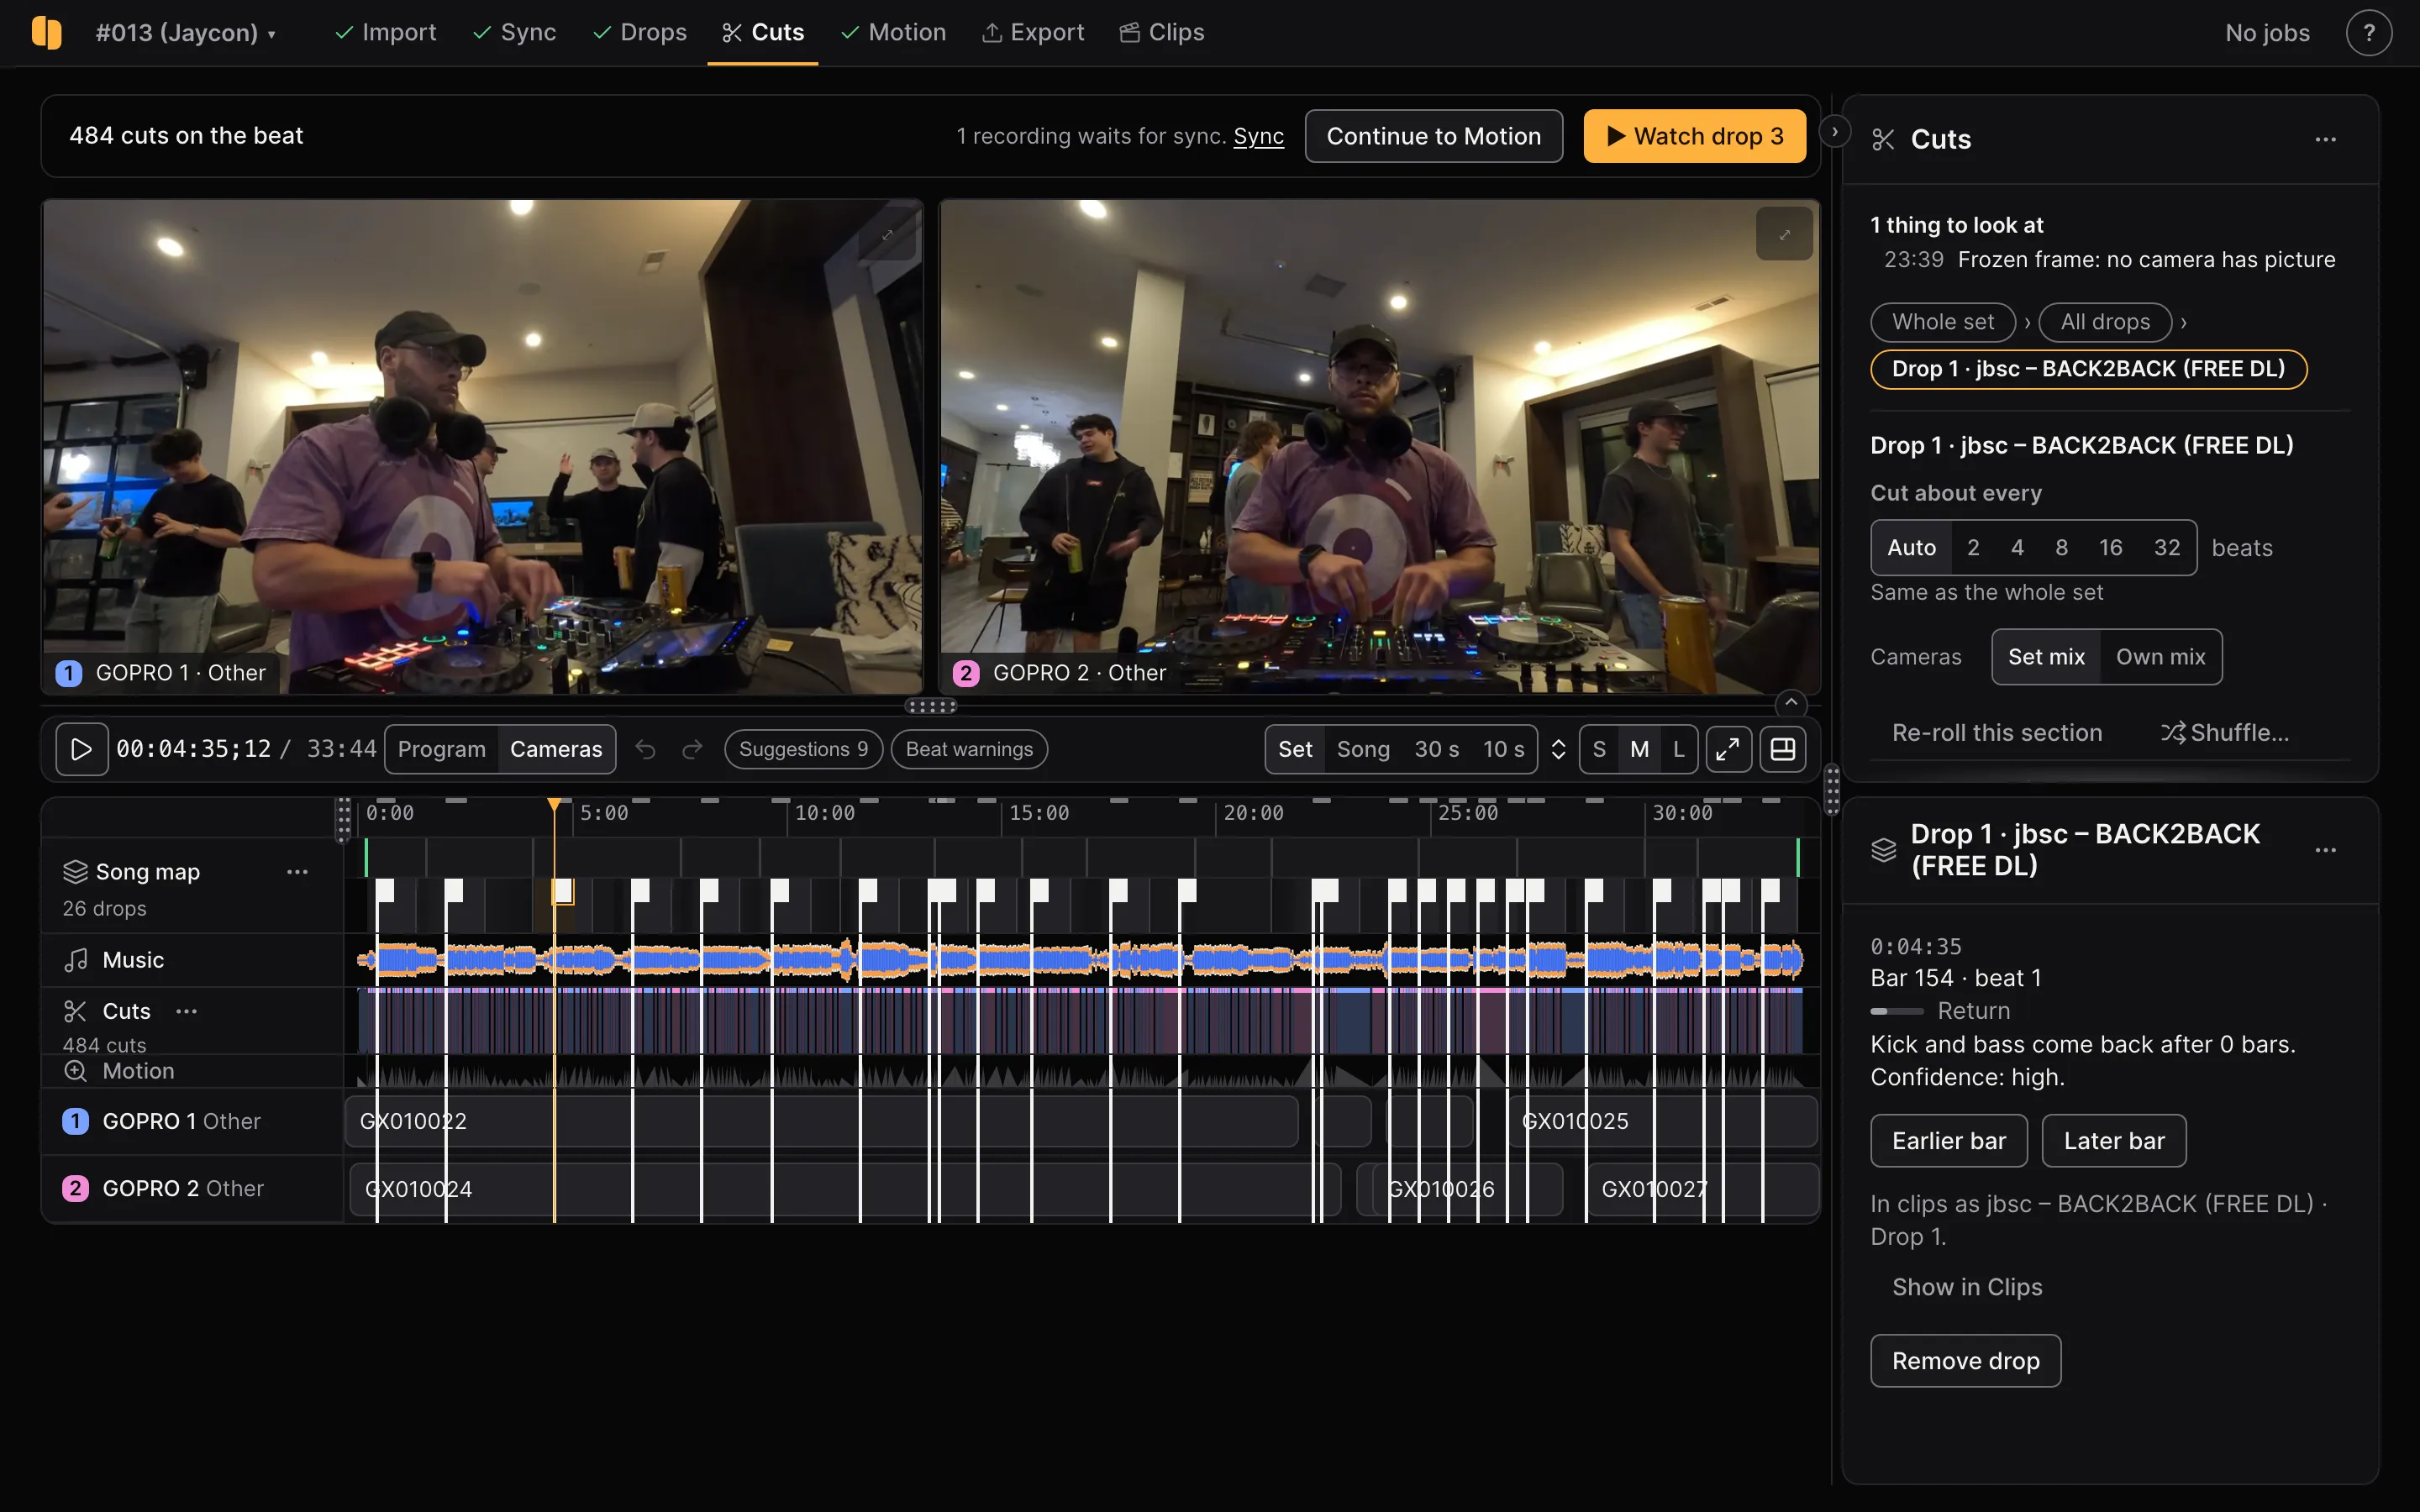 #013 (Jaycon)
Import
Sync
Drops
Cuts
Motion
Export
Clips
No jobs
?
484 cuts on the beat
1 recording waits for sync. Sync
Continue to Motion
Watch drop 3
1 GOPRO 1 · Other
2 GOPRO 2 · Other
00:04:35;12 / 33:44
Program
Cameras
Suggestions 9
Beat warnings
Set
Song
30 s
10 s
S
M
L
0:00
5:00
10:00
15:00
20:00
25:00
30:00
Song map
26 drops
Music
Cuts
484 cuts
Motion
1 GOPRO 1 Other
GX010022
GX010025
2 GOPRO 2 Other
GX010024
GX010026
GX010027
Cuts
1 thing to look at
23:39 Frozen frame: no camera has picture
Whole set › All drops ›
Drop 1 · jbsc – BACK2BACK (FREE DL)
Drop 1 · jbsc – BACK2BACK (FREE DL)
Cut about every
Auto 2 4 8 16 32 beats
Same as the whole set
Cameras
Set mix
Own mix
Re-roll this section
Shuffle...
Drop 1 · jbsc – BACK2BACK
(FREE DL)
0:04:35
Bar 154 · beat 1
Return
Kick and bass come back after 0 bars.
Confidence: high.
Earlier bar
Later bar
In clips as jbsc – BACK2BACK (FREE DL) ·
Drop 1.
Show in Clips
Remove drop